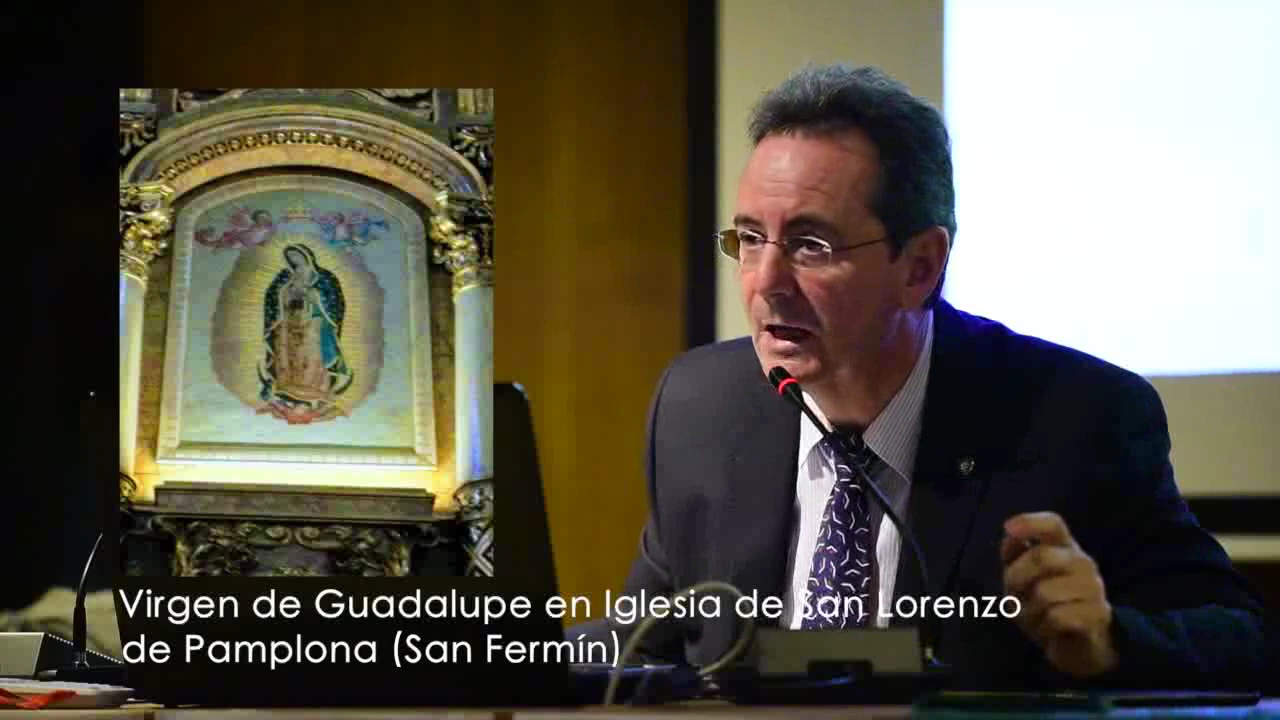 Virgen de Guadalupe en Iglesia de San Lorenzo
de Pamplona (San Fermín)